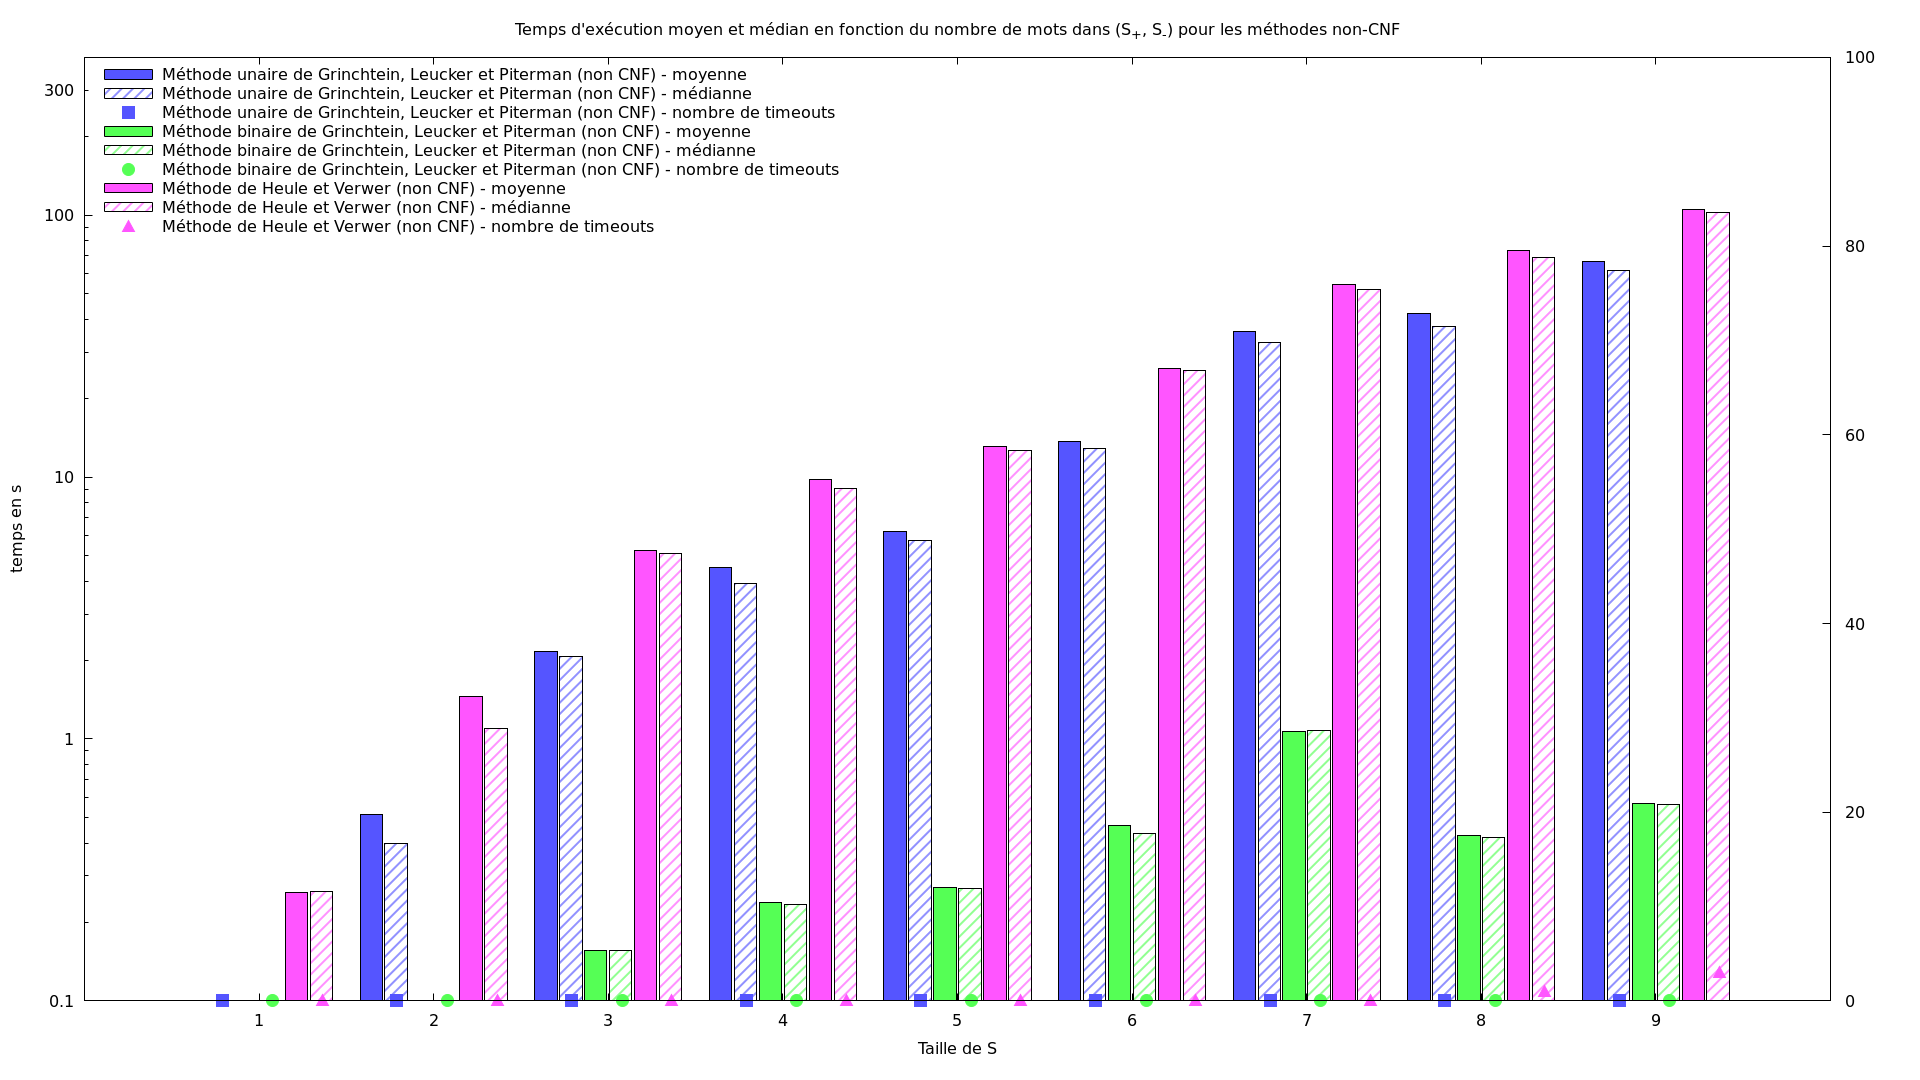 Temps d'exécution moyen et médian en fonction du nombre de mots dans (S+, S-) pour les méthodes non-CNF
Méthode unaire de Grinchtein, Leucker et Piterman (non CNF) - moyenne
Méthode unaire de Grinchtein, Leucker et Piterman (non CNF) - médianne
Méthode unaire de Grinchtein, Leucker et Piterman (non CNF) - nombre de timeouts
Méthode binaire de Grinchtein, Leucker et Piterman (non CNF) - moyenne
Méthode binaire de Grinchtein, Leucker et Piterman (non CNF) - médianne
Méthode binaire de Grinchtein, Leucker et Piterman (non CNF) - nombre de timeouts
Méthode de Heule et Verwer (non CNF) - moyenne
Méthode de Heule et Verwer (non CNF) - médianne
Méthode de Heule et Verwer (non CNF) - nombre de timeouts
300
100
10
1
0.1
temps en s
100
80
60
40
20
0
1 2 3 4 5 6 7 8 9
Taille de S